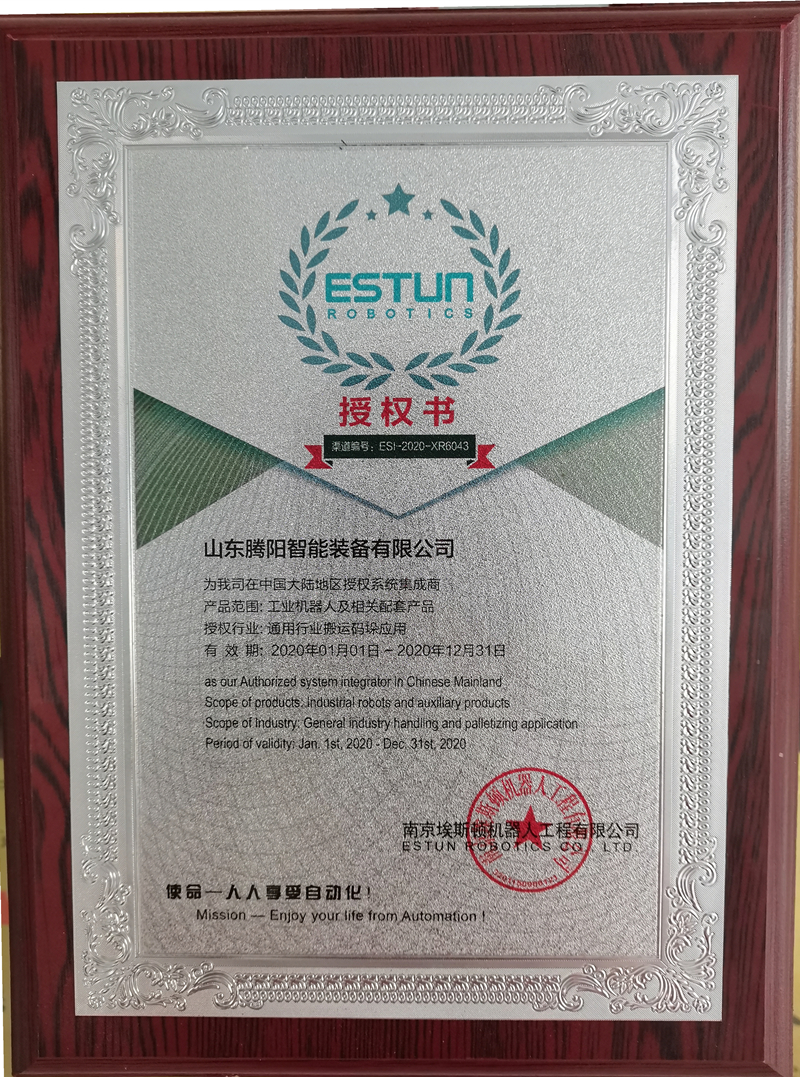 ESTUN
ROBOTICS
授权书
渠道编号：ESI-2020-XR6043
山东腾阳智能装备有限公司
为我司在中国大陆地区授权系统集成商
产品范围: 工业机器人及相关配套产品
授权行业: 通用行业搬运码垛应用
有 效 期: 2020年01月01日 ~ 2020年12月31日
as our Authorized system integrator in Chinese Mainland
Scope of products: industrial robots and auxiliary products
Scope of Industry: General industry handling and palletizing application
Period of validity: Jan. 1st, 2020 - Dec. 31st, 2020
南京埃斯顿机器人工程有限公司
ESTUN ROBOTICS CO., LTD.
使命—人人享受自动化！
Mission — Enjoy your life from Automation !